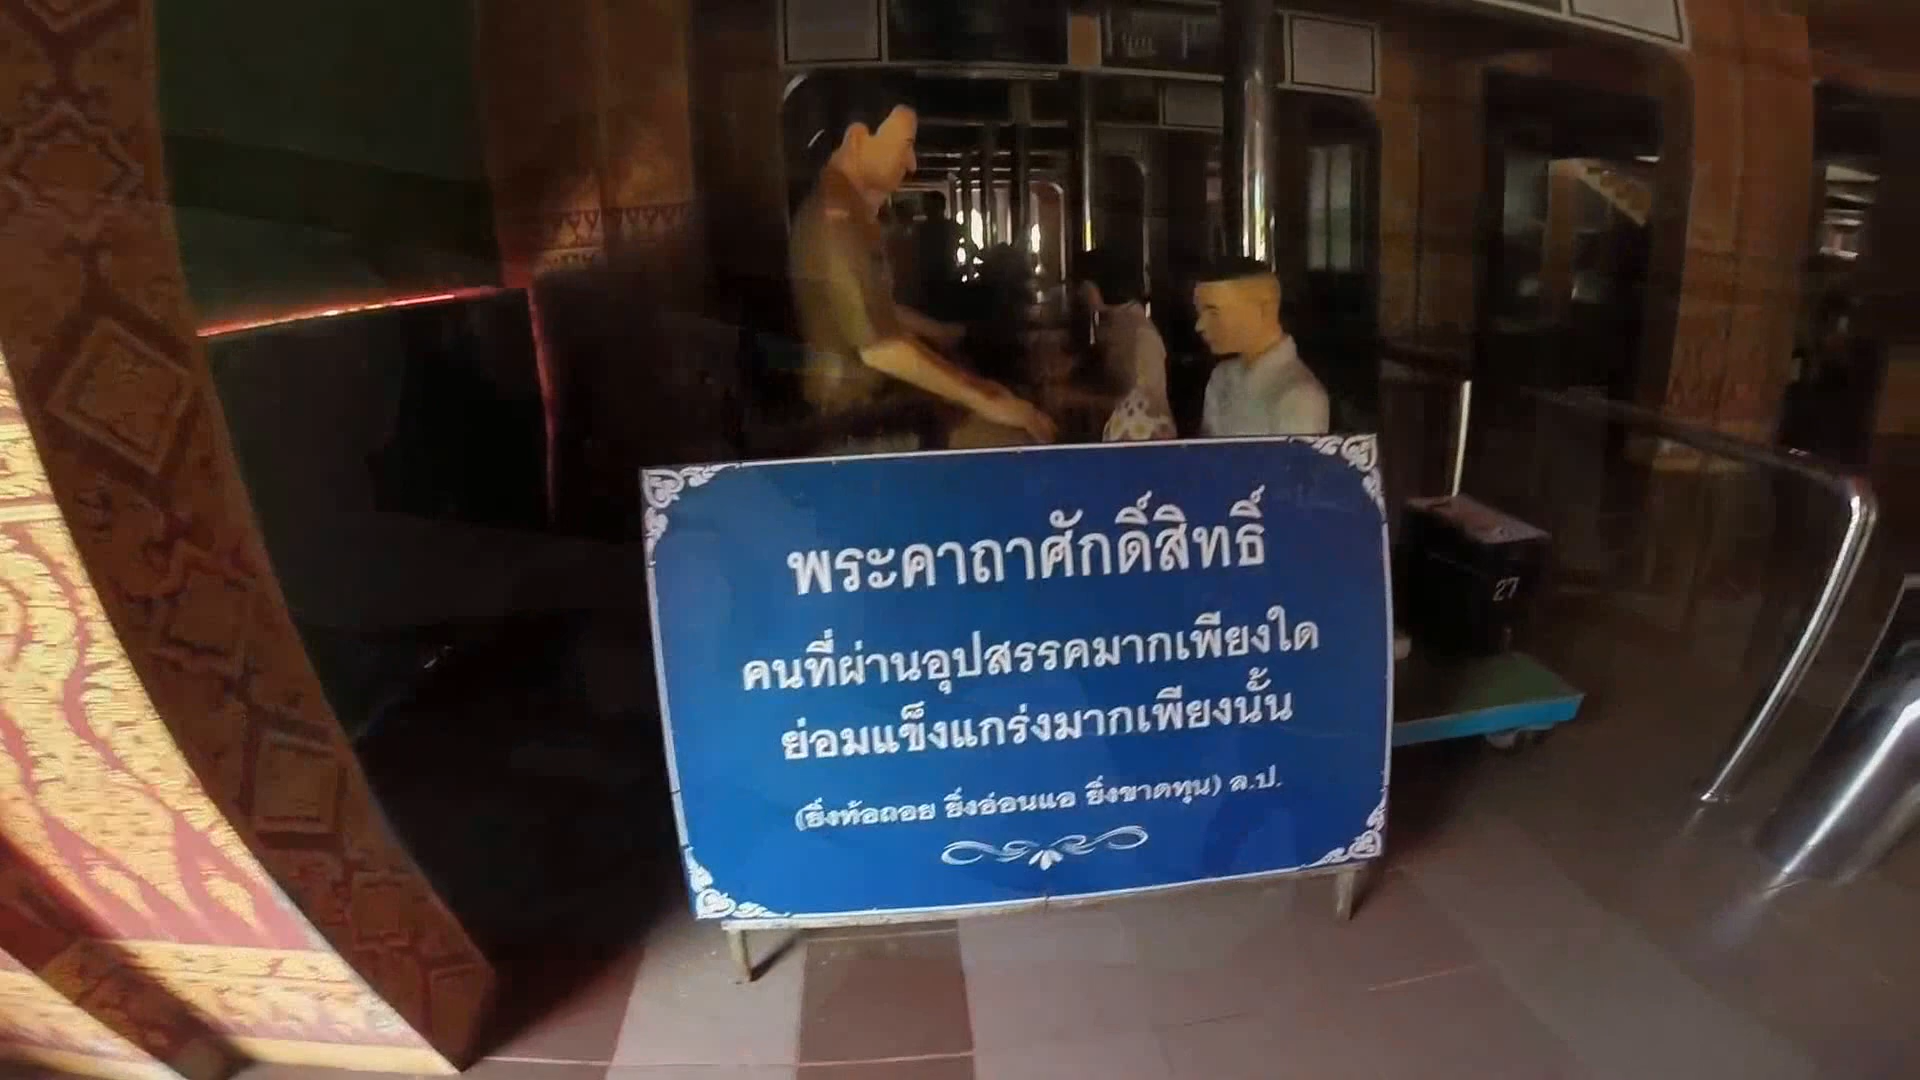 พระคาถาศักดิ์สิทธิ์
คนที่ผ่านอุปสรรคมากเพียงใด
ย่อมแข็งแกร่งมากเพียงนั้น
(ยิ่งท้อถอย ยิ่งอ่อนแอ ยิ่งขาดทุน) ล.ป.
27